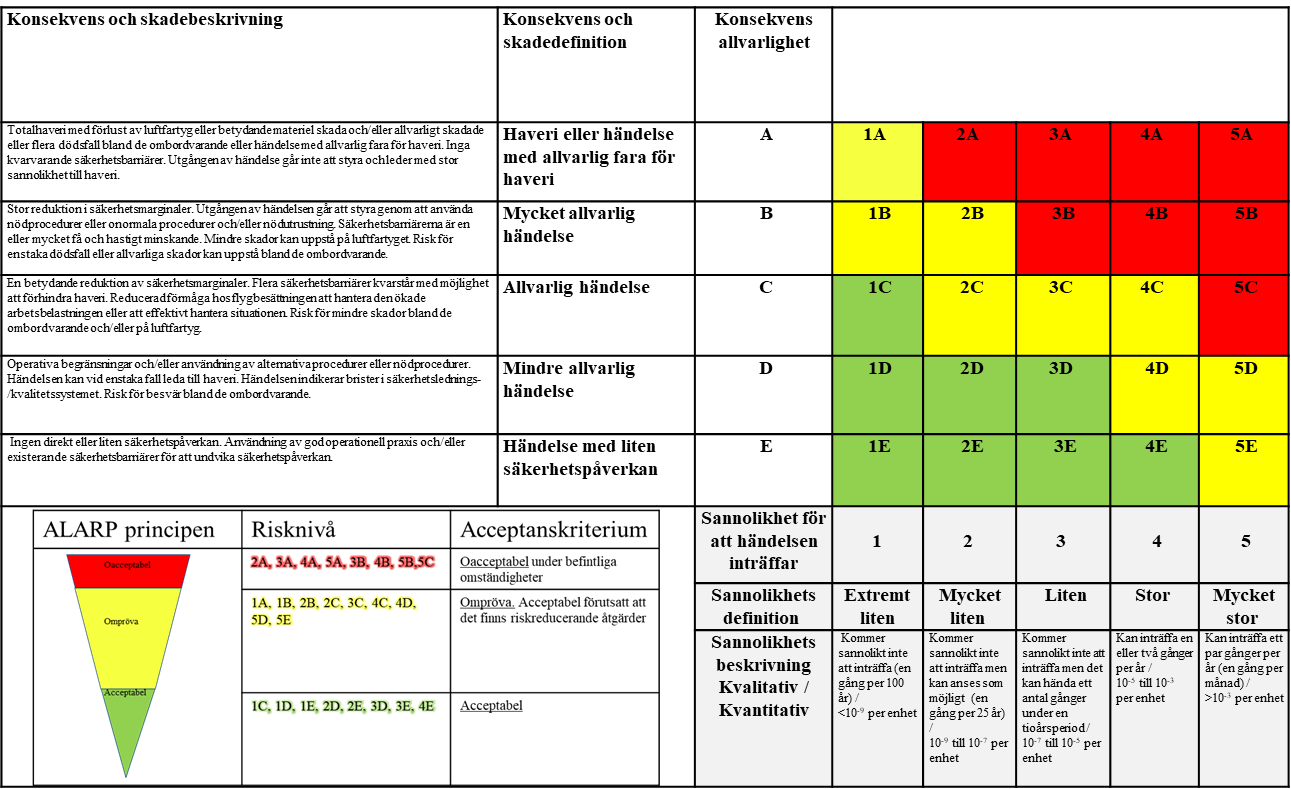 Konsekvens och skadebeskrivning
Konsekvens och
skadedefinition
Konsekvens
allvarlighet
Totalhaveri med förlust av luftfartyg eller betydande materiel skada och/eller allvarligt skadade
eller flera dödsfall bland de ombordvarande eller händelse med allvarlig fara för haveri. Inga
kvarvarande säkerhetsbarriärer. Utgången av händelse går inte att styra och leder med stor
sannolikhet till haveri.
Haveri eller händelse
med allvarlig fara för
haveri
A
1A
2A
3A
4A
5A
Stor reduktion i säkerhetsmarginaler. Utgången av händelsen går att styra genom att använda
nödprocedurer eller onormala procedurer och/eller nödutrustning. Säkerhetsbarriärerna är en
eller mycket få och hastigt minskande. Mindre skador kan uppstå på luftfartyget. Risk för
enstaka dödsfall eller allvarliga skador kan uppstå bland de ombordvarande.
Mycket allvarlig
händelse
B
1B
2B
3B
4B
5B
En betydande reduktion av säkerhetsmarginaler. Flera säkerhetsbarriärer kvarstår med möjlighet
att förhindra haveri. Reducerad förmåga hos flygbesättningen att hantera den ökade
arbetsbelastningen eller att effektivt hantera situationen. Risk för mindre skador bland de
ombordvarande och/eller på luftfartyg.
Allvarlig händelse
C
1C
2C
3C
4C
5C
Operativa begränsningar och/eller användning av alternativa procedurer eller nödprocedurer.
Händelsen kan vid enstaka fall leda till haveri. Händelsen indikerar brister i säkerhetslednings-
/kvalitetssystemet. Risk för besvär bland de ombordvarande.
Mindre allvarlig
händelse
D
1D
2D
3D
4D
5D
Ingen direkt eller liten säkerhetspåverkan. Användning av god operationell praxis och/eller
existerande säkerhetsbarriärer för att undvika säkerhetspåverkan.
Händelse med liten
säkerhetspåverkan
E
1E
2E
3E
4E
5E
ALARP principen
Risknivå
Acceptanskriterium
Oacceptabel
2A, 3A, 4A, 5A, 3B, 4B, 5B,5C
Oacceptabel under befintliga
omständigheter
Ompröva
1A, 1B, 2B, 2C, 3C, 4C, 4D,
5D, 5E
Ompröva. Acceptabel förutsatt att
det finns riskreducerande åtgärder
Acceptabel
1C, 1D, 1E, 2D, 2E, 3D, 3E, 4E
Acceptabel
Sannolikhet för
att händelsen
inträffar
1
2
3
4
5
Sannolikhets
definition
Extremt
liten
Mycket
liten
Liten
Stor
Mycket
stor
Sannolikhets
beskrivning
Kvalitativ /
Kvantitativ
Kommer
sannolikt inte
att inträffa (en
gång per 100
år) /
<10⁻⁹ per enhet
Kommer
sannolikt inte
att inträffa men
kan anses som
möjligt (en
gång per 25 år)
/
10⁻⁹ till 10⁻⁷ per
enhet
Kommer
sannolikt inte att
inträffa men det
kan hända ett
antal gånger
under en
tioårsperiod /
10⁻⁷ till 10⁻⁵ per
enhet
Kan inträffa en
eller två gånger
per år /
10⁻⁵ till 10⁻³
per enhet
Kan inträffa ett
par gånger per
år (en gång per
månad) /
>10⁻³ per enhet